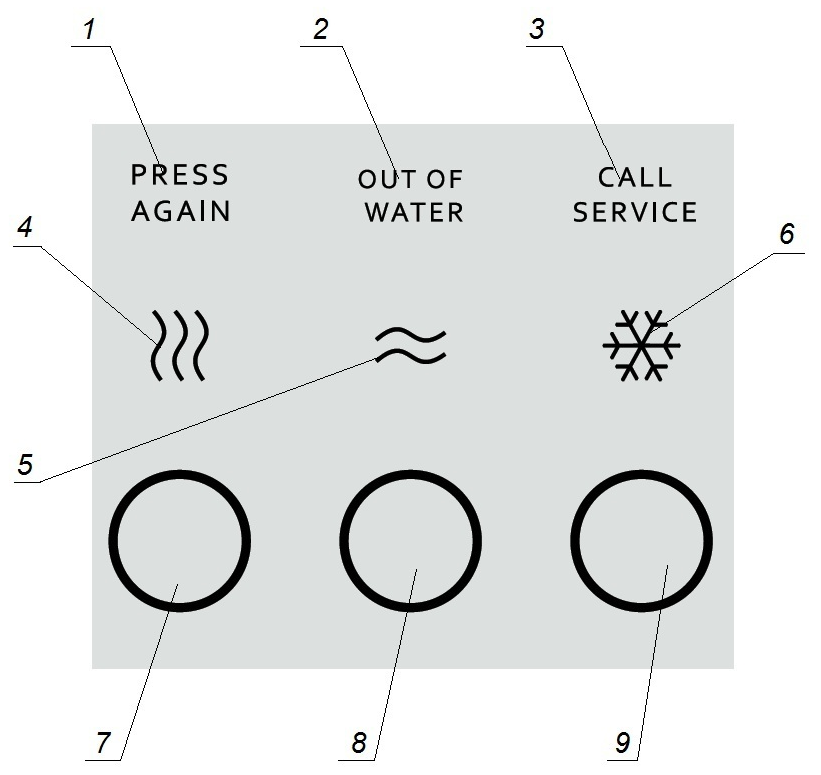 1 2 3
PRESS OUT OF CALL
AGAIN WATER SERVICE
4 6
5
7 8 9